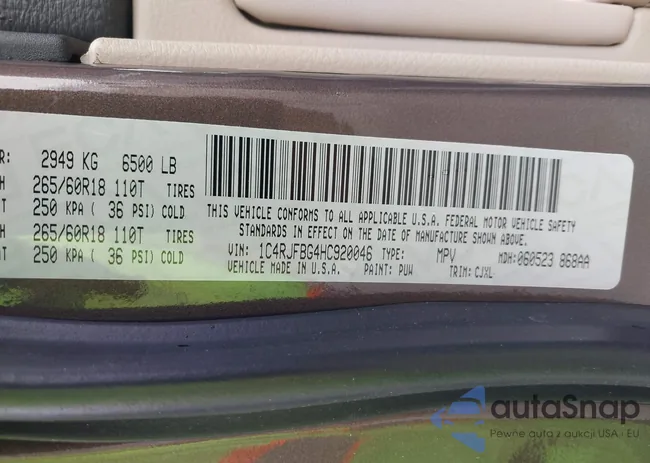 R: 2949 KG 6500 LB
H 265/60R18 110T TIRES
T 250 KPA ( 36 PSI) COLD
H 265/60R18 110T TIRES
T 250 KPA ( 36 PSI) COLD
THIS VEHICLE CONFORMS TO ALL APPLICABLE U.S.A. FEDERAL MOTOR VEHICLE SAFETY
STANDARDS IN EFFECT ON THE DATE OF MANUFACTURE SHOWN ABOVE.
VIN: 1C4RJFBG4HC920046 TYPE: MPV MDH: 060523 868AA
VEHICLE MADE IN U.S.A. PAINT: PUW TRIM: CJXL
autoSnap
Pewne auta z aukcji USA i EU